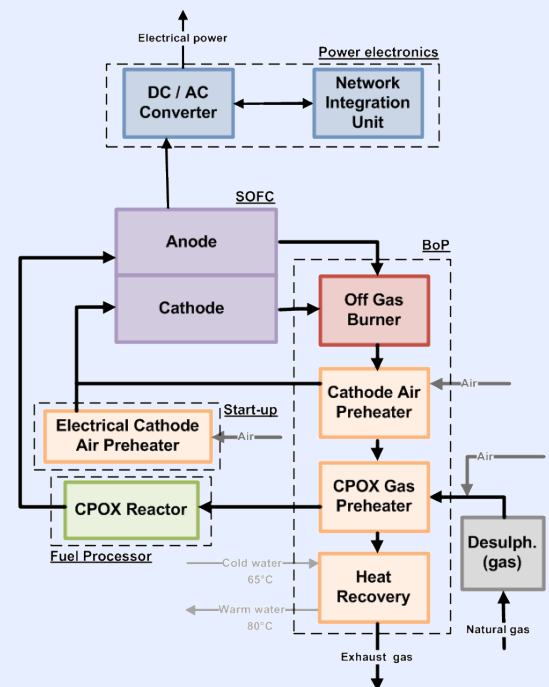 Electrical power
Power electronics
DC / AC
Converter
Network
Integration
Unit
SOFC
Anode
BoP
Cathode
Off Gas
Burner
Air
Cathode Air
Preheater
Start-up
Electrical Cathode
Air Preheater
Air
Air
CPOX Gas
Preheater
CPOX Reactor
Fuel Processor
Desulph.
(gas)
Cold water
65°C
Heat
Recovery
Warm water
80°C
Natural gas
Exhaust gas